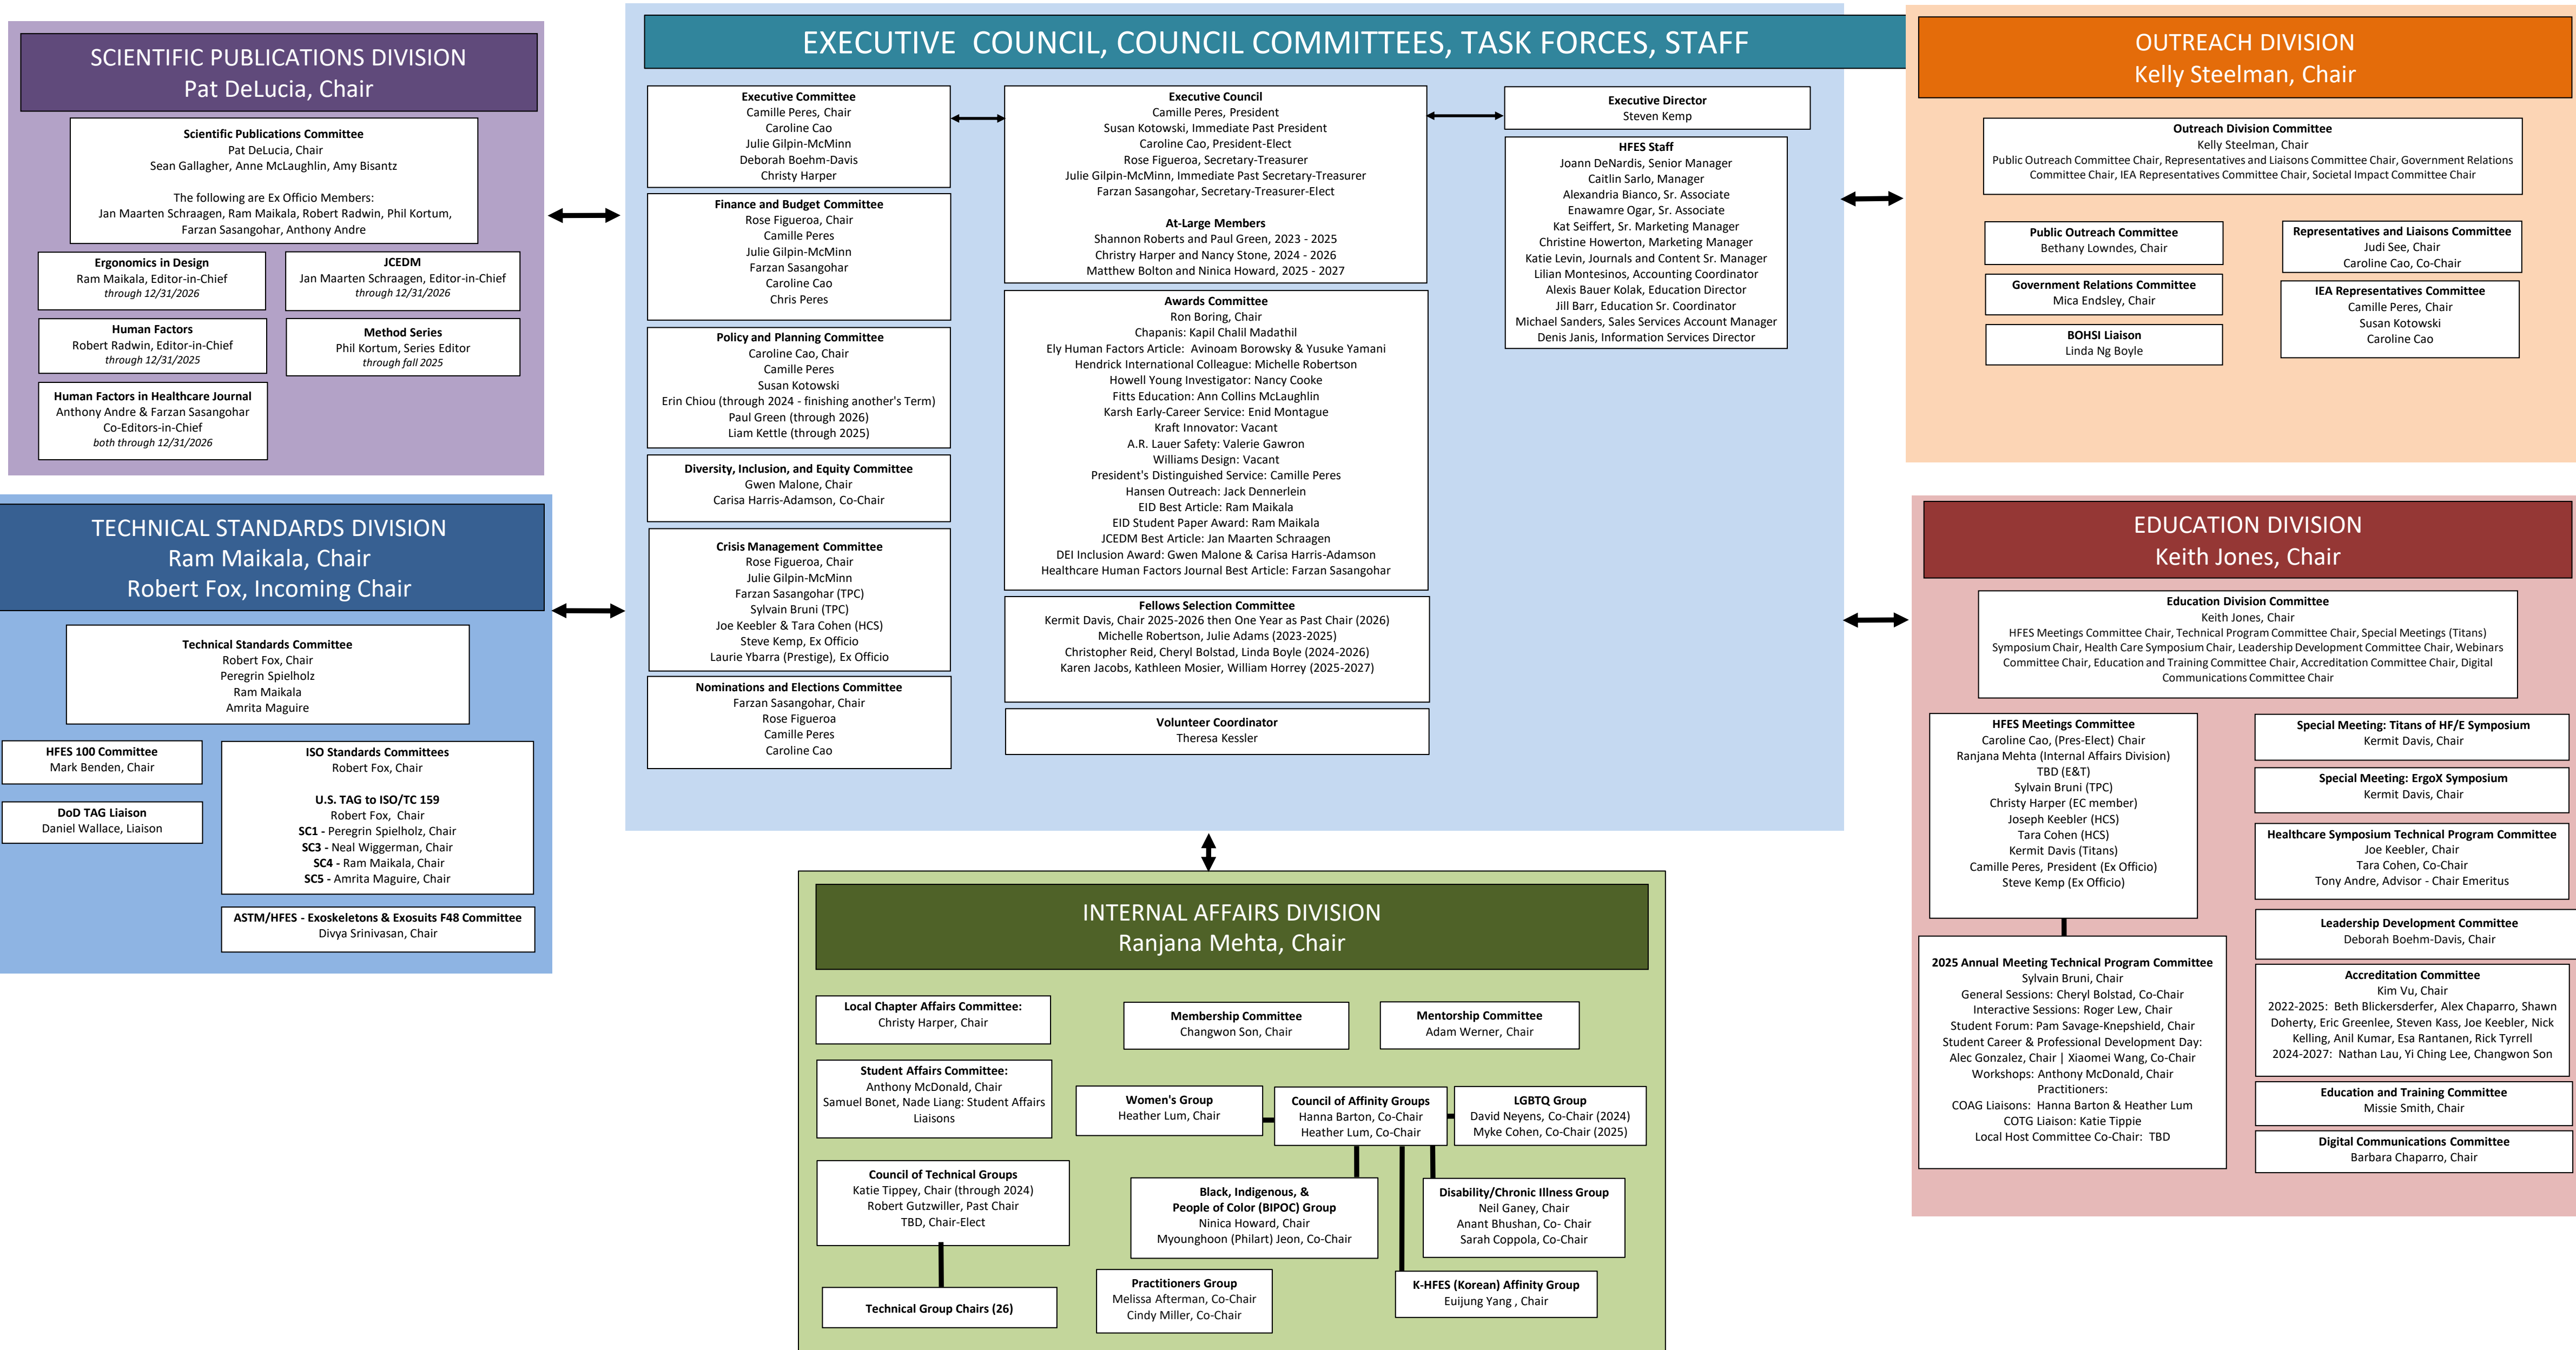 SCIENTIFIC PUBLICATIONS DIVISION
Pat DeLucia, Chair
Scientific Publications Committee
Pat DeLucia, Chair
Sean Gallagher, Anne McLaughlin, Amy Bisantz
The following are Ex Officio Members:
Jan Maarten Schraagen, Ram Maikala, Robert Radwin, Phil Kortum,
Farzan Sasangohar, Anthony Andre
Ergonomics in Design
Ram Maikala, Editor-in-Chief
through 12/31/2026
JCEDM
Jan Maarten Schraagen, Editor-in-Chief
through 12/31/2026
Human Factors
Robert Radwin, Editor-in-Chief
through 12/31/2025
Method Series
Phil Kortum, Series Editor
through fall 2025
Human Factors in Healthcare Journal
Anthony Andre & Farzan Sasangohar
Co-Editors-in-Chief
both through 12/31/2026
TECHNICAL STANDARDS DIVISION
Ram Maikala, Chair
Robert Fox, Incoming Chair
Technical Standards Committee
Robert Fox, Chair
Peregrin Spielholz
Ram Maikala
Amrita Maguire
HFES 100 Committee
Mark Benden, Chair
DoD TAG Liaison
Daniel Wallace, Liaison
ISO Standards Committees
Robert Fox, Chair
U.S. TAG to ISO/TC 159
Robert Fox,  Chair
SC1 - Peregrin Spielholz, Chair
SC3 - Neal Wiggerman, Chair
SC4 - Ram Maikala, Chair
SC5 - Amrita Maguire, Chair
ASTM/HFES - Exoskeletons & Exosuits F48 Committee
Divya Srinivasan, Chair
EXECUTIVE  COUNCIL, COUNCIL COMMITTEES, TASK FORCES, STAFF
Executive Committee
Camille Peres, Chair
Caroline Cao
Julie Gilpin-McMinn
Deborah Boehm-Davis
Christy Harper
Finance and Budget Committee
Rose Figueroa, Chair
Camille Peres
Julie Gilpin-McMinn
Farzan Sasangohar
Caroline Cao
Chris Peres
Policy and Planning Committee
Caroline Cao, Chair
Camille Peres
Susan Kotowski
Erin Chiou (through 2024 - finishing another's Term)
Paul Green (through 2026)
Liam Kettle (through 2025)
Diversity, Inclusion, and Equity Committee
Gwen Malone, Chair
Carisa Harris-Adamson, Co-Chair
Crisis Management Committee
Rose Figueroa, Chair
Julie Gilpin-McMinn
Farzan Sasangohar (TPC)
Sylvain Bruni (TPC)
Joe Keebler & Tara Cohen (HCS)
Steve Kemp, Ex Officio
Laurie Ybarra (Prestige), Ex Officio
Nominations and Elections Committee
Farzan Sasangohar, Chair
Rose Figueroa
Camille Peres
Caroline Cao
Executive Council
Camille Peres, President
Susan Kotowski, Immediate Past President
Caroline Cao, President-Elect
Rose Figueroa, Secretary-Treasurer
Julie Gilpin-McMinn, Immediate Past Secretary-Treasurer
Farzan Sasangohar, Secretary-Treasurer-Elect
At-Large Members
Shannon Roberts and Paul Green, 2023 - 2025
Christry Harper and Nancy Stone, 2024 - 2026
Matthew Bolton and Ninica Howard, 2025 - 2027
Awards Committee
Ron Boring, Chair
Chapanis: Kapil Chalil Madathil
Ely Human Factors Article:  Avinoam Borowsky & Yusuke Yamani
Hendrick International Colleague: Michelle Robertson
Howell Young Investigator: Nancy Cooke
Fitts Education: Ann Collins McLaughlin
Karsh Early-Career Service: Enid Montague
Kraft Innovator: Vacant
A.R. Lauer Safety: Valerie Gawron
Williams Design: Vacant
President's Distinguished Service: Camille Peres
Hansen Outreach: Jack Dennerlein
EID Best Article: Ram Maikala
EID Student Paper Award: Ram Maikala
JCEDM Best Article: Jan Maarten Schraagen
DEI Inclusion Award: Gwen Malone & Carisa Harris-Adamson
Healthcare Human Factors Journal Best Article: Farzan Sasangohar
Fellows Selection Committee
Kermit Davis, Chair 2025-2026 then One Year as Past Chair (2026)
Michelle Robertson, Julie Adams (2023-2025)
Christopher Reid, Cheryl Bolstad, Linda Boyle (2024-2026)
Karen Jacobs, Kathleen Mosier, William Horrey (2025-2027)
Volunteer Coordinator
Theresa Kessler
Executive Director
Steven Kemp
HFES Staff
Joann DeNardis, Senior Manager
Caitlin Sarlo, Manager
Alexandria Bianco, Sr. Associate
Enawamre Ogar, Sr. Associate
Kat Seiffert, Sr. Marketing Manager
Christine Howerton, Marketing Manager
Katie Levin, Journals and Content Sr. Manager
Lilian Montesinos, Accounting Coordinator
Alexis Bauer Kolak, Education Director
Jill Barr, Education Sr. Coordinator
Michael Sanders, Sales Services Account Manager
Denis Janis, Information Services Director
OUTREACH DIVISION
Kelly Steelman, Chair
Outreach Division Committee
Kelly Steelman, Chair
Public Outreach Committee Chair, Representatives and Liaisons Committee Chair, Government Relations
Committee Chair, IEA Representatives Committee Chair, Societal Impact Committee Chair
Public Outreach Committee
Bethany Lowndes, Chair
Representatives and Liaisons Committee
Judi See, Chair
Caroline Cao, Co-Chair
Government Relations Committee
Mica Endsley, Chair
IEA Representatives Committee
Camille Peres, Chair
Susan Kotowski
Caroline Cao
BOHSI Liaison
Linda Ng Boyle
EDUCATION DIVISION
Keith Jones, Chair
Education Division Committee
Keith Jones, Chair
HFES Meetings Committee Chair, Technical Program Committee Chair, Special Meetings (Titans)
Symposium Chair, Health Care Symposium Chair, Leadership Development Committee Chair, Webinars
Committee Chair, Education and Training Committee Chair, Accreditation Committee Chair, Digital
Communications Committee Chair
HFES Meetings Committee
Caroline Cao, (Pres-Elect) Chair
Ranjana Mehta (Internal Affairs Division)
TBD (E&T)
Sylvain Bruni (TPC)
Christy Harper (EC member)
Joseph Keebler (HCS)
Tara Cohen (HCS)
Kermit Davis (Titans)
Camille Peres, President (Ex Officio)
Steve Kemp (Ex Officio)
2025 Annual Meeting Technical Program Committee
Sylvain Bruni, Chair
General Sessions: Cheryl Bolstad, Co-Chair
Interactive Sessions: Roger Lew, Chair
Student Forum: Pam Savage-Knepshield, Chair
Student Career & Professional Development Day:
Alec Gonzalez, Chair | Xiaomei Wang, Co-Chair
Workshops: Anthony McDonald, Chair
Practitioners:
COAG Liaisons:  Hanna Barton & Heather Lum
COTG Liaison: Katie Tippie
Local Host Committee Co-Chair:  TBD
Special Meeting: Titans of HF/E Symposium
Kermit Davis, Chair
Special Meeting: ErgoX Symposium
Kermit Davis, Chair
Healthcare Symposium Technical Program Committee
Joe Keebler, Chair
Tara Cohen, Co-Chair
Tony Andre, Advisor - Chair Emeritus
Leadership Development Committee
Deborah Boehm-Davis, Chair
Accreditation Committee
Kim Vu, Chair
2022-2025:  Beth Blickersderfer, Alex Chaparro, Shawn
Doherty, Eric Greenlee, Steven Kass, Joe Keebler, Nick
Kelling, Anil Kumar, Esa Rantanen, Rick Tyrrell
2024-2027:  Nathan Lau, Yi Ching Lee, Changwon Son
Education and Training Committee
Missie Smith, Chair
Digital Communications Committee
Barbara Chaparro, Chair
INTERNAL AFFAIRS DIVISION
Ranjana Mehta, Chair
Local Chapter Affairs Committee:
Christy Harper, Chair
Membership Committee
Changwon Son, Chair
Mentorship Committee
Adam Werner, Chair
Student Affairs Committee:
Anthony McDonald, Chair
Samuel Bonet, Nade Liang: Student Affairs
Liaisons
Women's Group
Heather Lum, Chair
Council of Affinity Groups
Hanna Barton, Co-Chair
Heather Lum, Co-Chair
LGBTQ Group
David Neyens, Co-Chair (2024)
Myke Cohen, Co-Chair (2025)
Council of Technical Groups
Katie Tippey, Chair (through 2024)
Robert Gutzwiller, Past Chair
TBD, Chair-Elect
Black, Indigenous, &
People of Color (BIPOC) Group
Ninica Howard, Chair
Myounghoon (Philart) Jeon, Co-Chair
Disability/Chronic Illness Group
Neil Ganey, Chair
Anant Bhushan, Co- Chair
Sarah Coppola, Co-Chair
Technical Group Chairs (26)
Practitioners Group
Melissa Afterman, Co-Chair
Cindy Miller, Co-Chair
K-HFES (Korean) Affinity Group
Euijung Yang , Chair